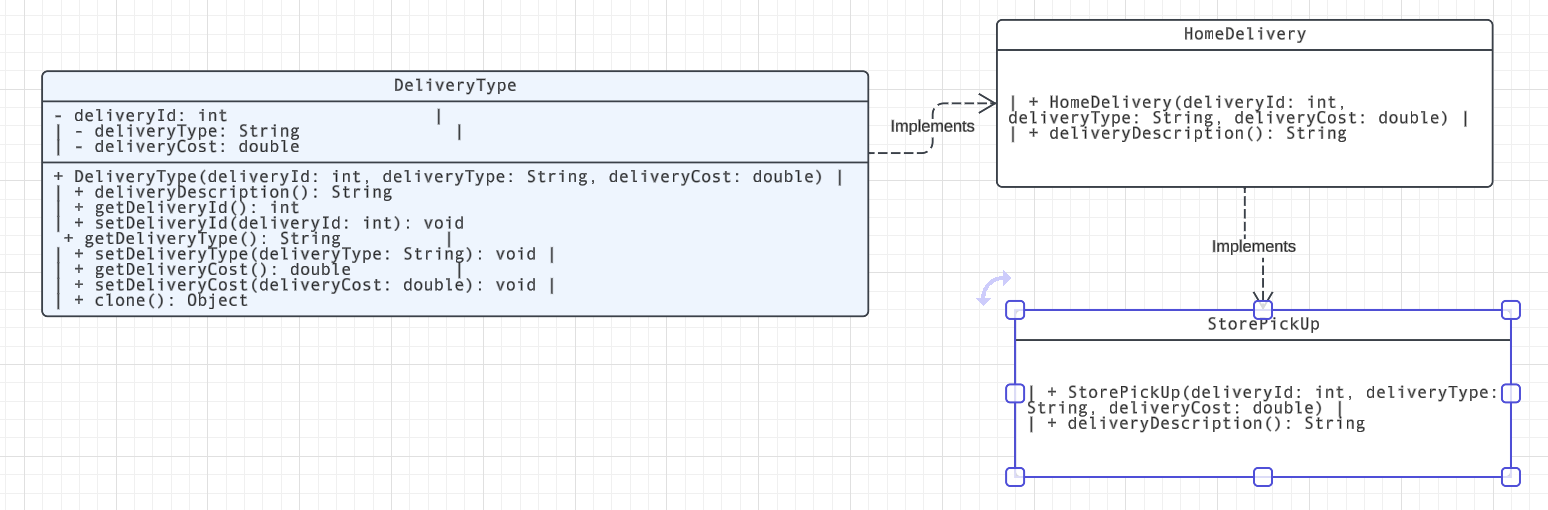 DeliveryType
- deliveryId: int |
| - deliveryType: String |
| - deliveryCost: double
+ DeliveryType(deliveryId: int, deliveryType: String, deliveryCost: double) |
| + deliveryDescription(): String
| + getDeliveryId(): int
| + setDeliveryId(deliveryId: int): void
+ getDeliveryType(): String |
| + setDeliveryType(deliveryType: String): void |
| + getDeliveryCost(): double |
| + setDeliveryCost(deliveryCost: double): void |
| + clone(): Object
Implements
HomeDelivery
| + HomeDelivery(deliveryId: int,
deliveryType: String, deliveryCost: double) |
| + deliveryDescription(): String
Implements
StorePickUp
| + StorePickUp(deliveryId: int, deliveryType:
String, deliveryCost: double) |
| + deliveryDescription(): String